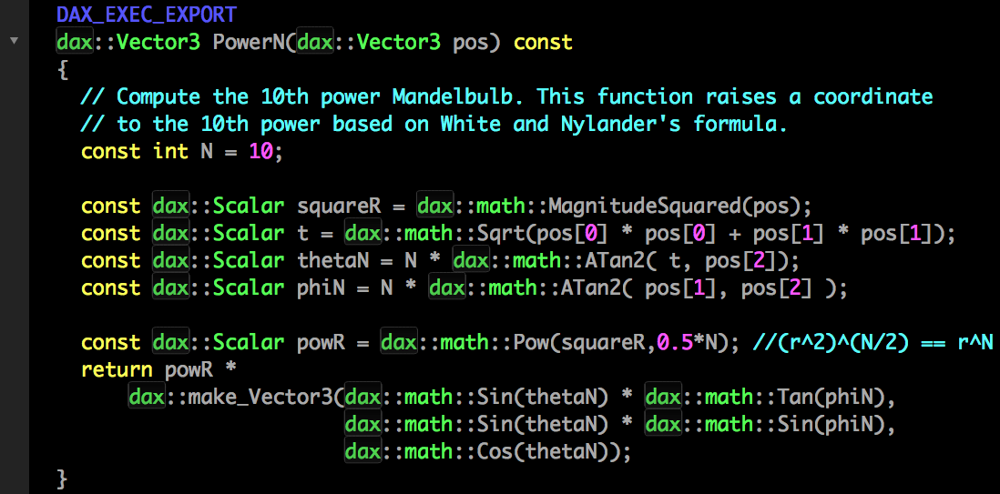 DAX_EXEC_EXPORT
dax::Vector3 PowerN(dax::Vector3 pos) const
{
// Compute the 10th power Mandelbulb. This function raises a coordinate
// to the 10th power based on White and Nylander's formula.
const int N = 10;
const dax::Scalar squareR = dax::math::MagnitudeSquared(pos);
const dax::Scalar t = dax::math::Sqrt(pos[0] * pos[0] + pos[1] * pos[1]);
const dax::Scalar thetaN = N * dax::math::ATan2( t, pos[2]);
const dax::Scalar phiN = N * dax::math::ATan2( pos[1], pos[2] );
const dax::Scalar powR = dax::math::Pow(squareR,0.5*N); //(r^2)^(N/2) == r^N
return powR *
dax::make_Vector3(dax::math::Sin(thetaN) * dax::math::Tan(phiN),
dax::math::Sin(thetaN) * dax::math::Sin(phiN),
dax::math::Cos(thetaN));
}